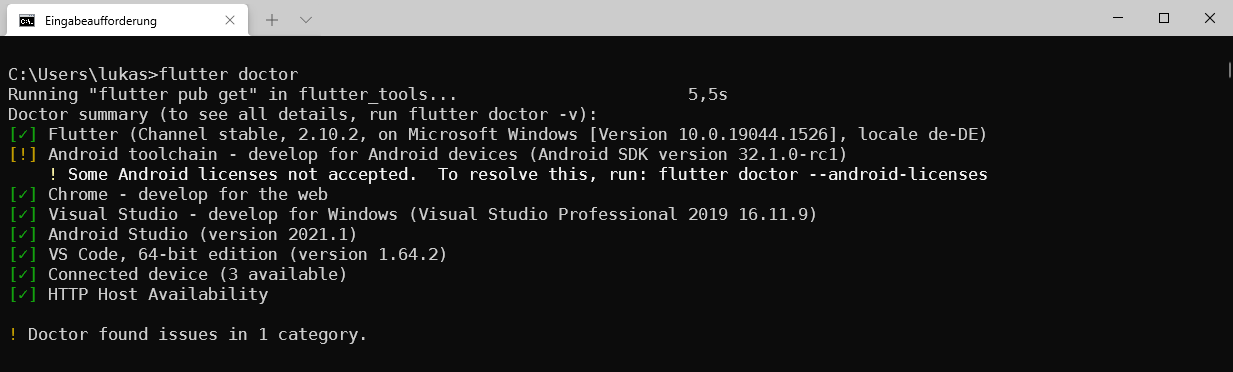 Eingabeaufforderung
C:\Users\lukas>flutter doctor
Running "flutter pub get" in flutter_tools... 5,5s
Doctor summary (to see all details, run flutter doctor -v):
[✓] Flutter (Channel stable, 2.10.2, on Microsoft Windows [Version 10.0.19044.1526], locale de-DE)
[!] Android toolchain - develop for Android devices (Android SDK version 32.1.0-rc1)
! Some Android licenses not accepted.  To resolve this, run: flutter doctor --android-licenses
[✓] Chrome - develop for the web
[✓] Visual Studio - develop for Windows (Visual Studio Professional 2019 16.11.9)
[✓] Android Studio (version 2021.1)
[✓] VS Code, 64-bit edition (version 1.64.2)
[✓] Connected device (3 available)
[✓] HTTP Host Availability
! Doctor found issues in 1 category.